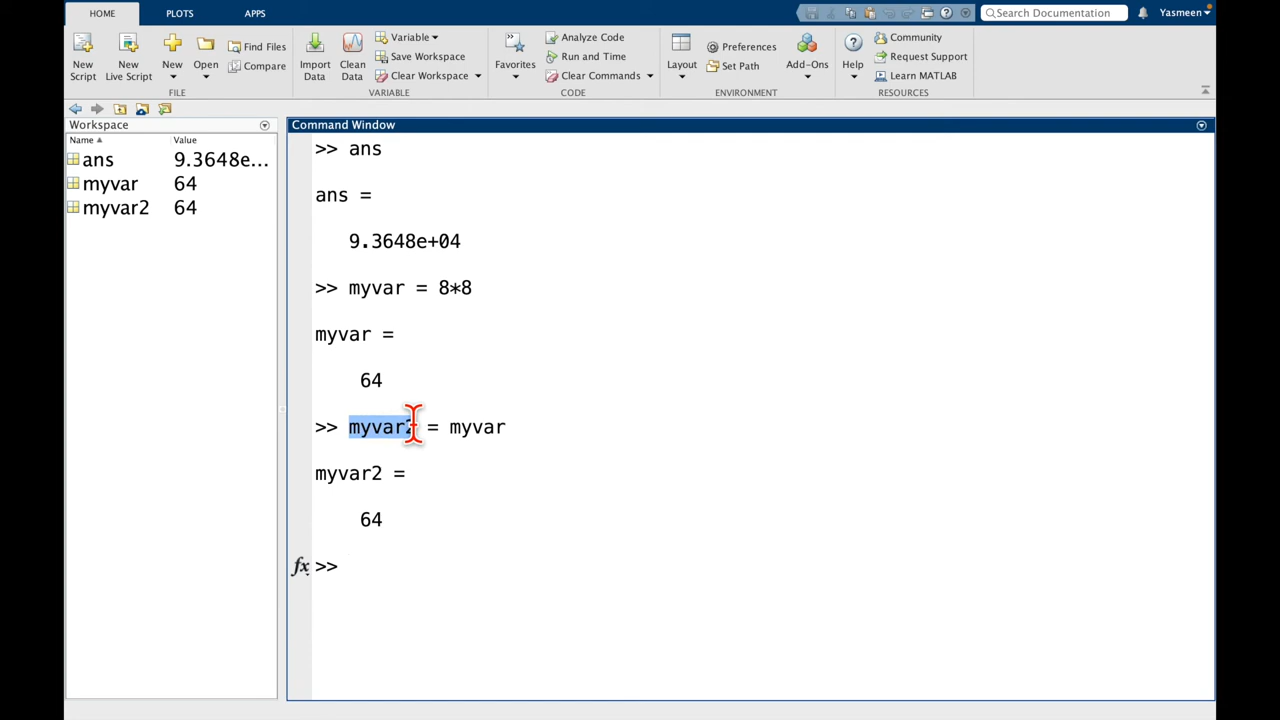 HOME PLOTS APPS
Search Documentation Yasmeen
New Script
New Live Script
New
Open
Find Files
Compare
FILE
Import Data
Clean Data
Variable
Save Workspace
Clear Workspace
VARIABLE
Favorites
Analyze Code
Run and Time
Clear Commands
CODE
Layout
Preferences
Set Path
Add-Ons
ENVIRONMENT
Help
Community
Request Support
Learn MATLAB
RESOURCES
Workspace
Name Value
ans 9.3648e...
myvar 64
myvar2 64
Command Window
>> ans
ans =
9.3648e+04
>> myvar = 8*8
myvar =
64
>> myvar2 = myvar
myvar2 =
64
fx >>